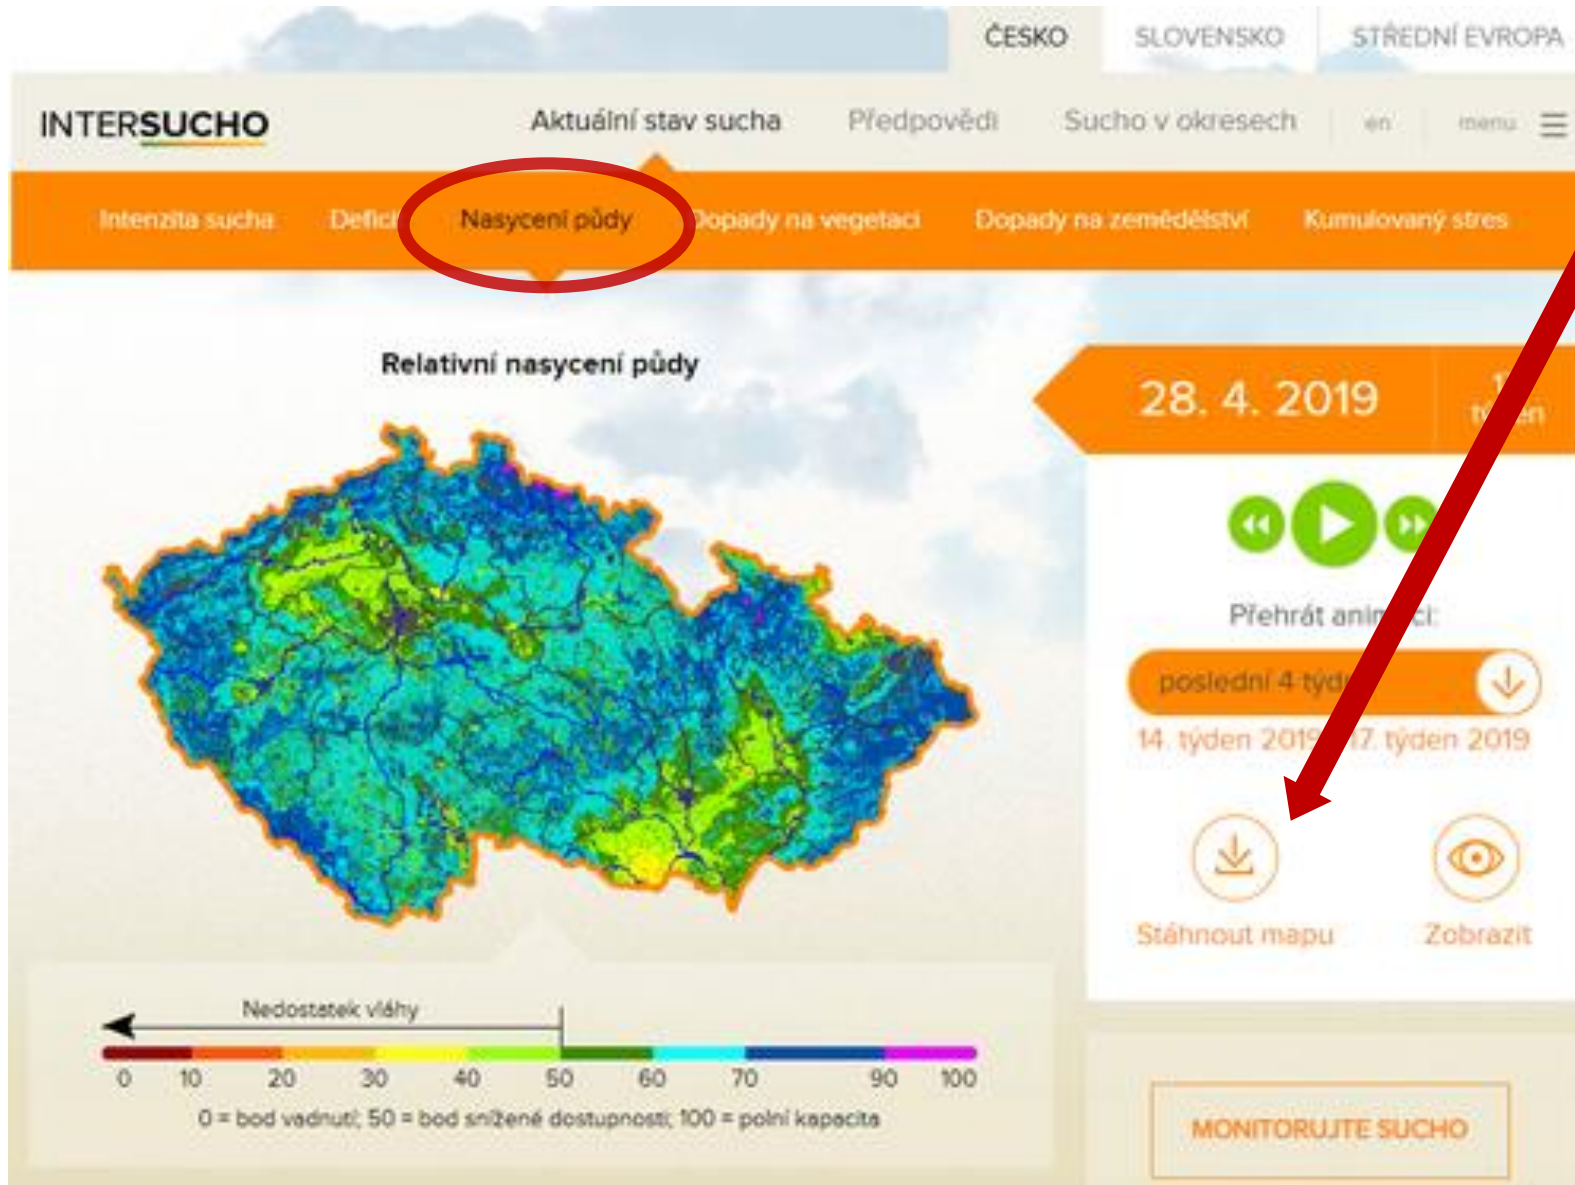 ČESKO SLOVENSKO STŘEDNÍ EVROPA
INTERSUCHO Aktuální stav sucha Předpovědi Sucho v okresech en menu
Intenzita sucha Nasycení půdy Dopady na vegetaci Dopady na zemědělství Kumulovaný stres
Relativní nasycení půdy
28. 4. 2019
Přehrát
poslední 4
14. týden 2019 17. týden 2019
Stáhnout mapu Zobrazit
Nedostatek vláhy
0 10 20 30 40 50 60 70 90 100
0 = bod vadnutí; 50 = bod snížené dostupnosti; 100 = polní kapacita
MONITORUJTE SUCHO